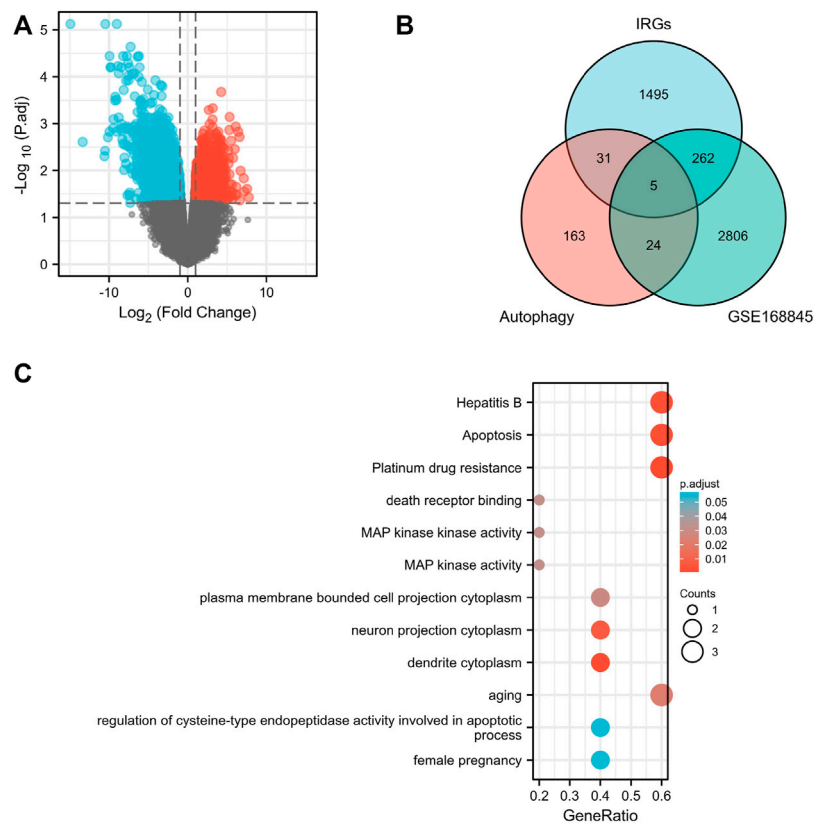 A
5
4
3
2
1
0
-Log 10 (P.adj)
-10
0
10
Log2 (Fold Change)
B
IRGs
1495
31
262
5
163
24
2806
Autophagy
GSE168845
C
Hepatitis B
Apoptosis
Platinum drug resistance
death receptor binding
MAP kinase kinase activity
MAP kinase activity
plasma membrane bounded cell projection cytoplasm
neuron projection cytoplasm
dendrite cytoplasm
aging
regulation of cysteine-type endopeptidase activity involved in apoptotic
process
female pregnancy
0.2 0.3 0.4 0.5 0.6
GeneRatio
p.adjust
0.05
0.04
0.03
0.02
0.01
Counts
1
2
3